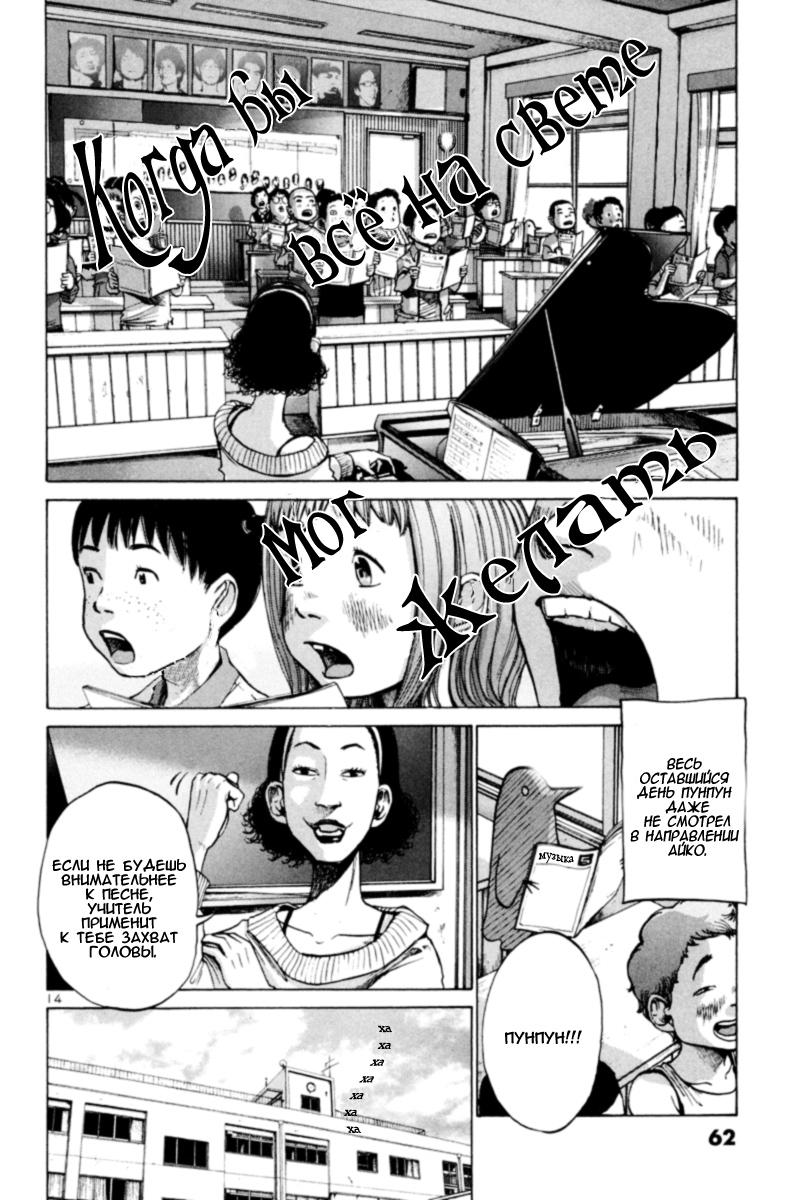 Когда бы
всё на свете
мог
желать
ВЕСЬ
ОСТАВШИЙСЯ
ДЕНЬ ПУНПУН
ДАЖЕ
НЕ СМОТРЕЛ
В НАПРАВЛЕНИИ
АЙКО.
музыка 5
ПУНПУН!!!
ЕСЛИ НЕ БУДЕШЬ
ВНИМАТЕЛЬНЕЕ
К ПЕСНЕ,
УЧИТЕЛЬ
ПРИМЕНИТ
К ТЕБЕ ЗАХВАТ
ГОЛОВЫ.
14
ха
ха
ха
ха
ха
ха
ха
62